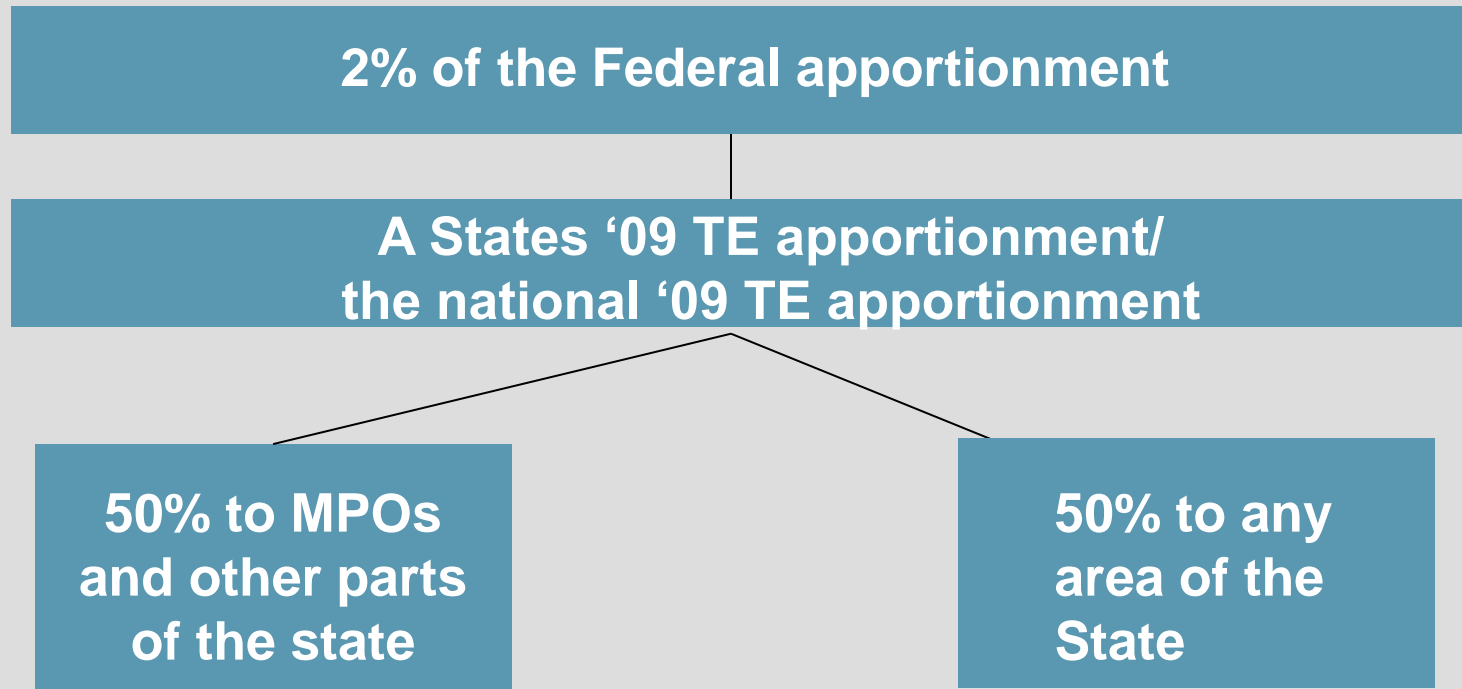 2% of the Federal apportionment
A States ‘09 TE apportionment/
the national ‘09 TE apportionment
50% to MPOs
and other parts
of the state
50% to any
area of the
State